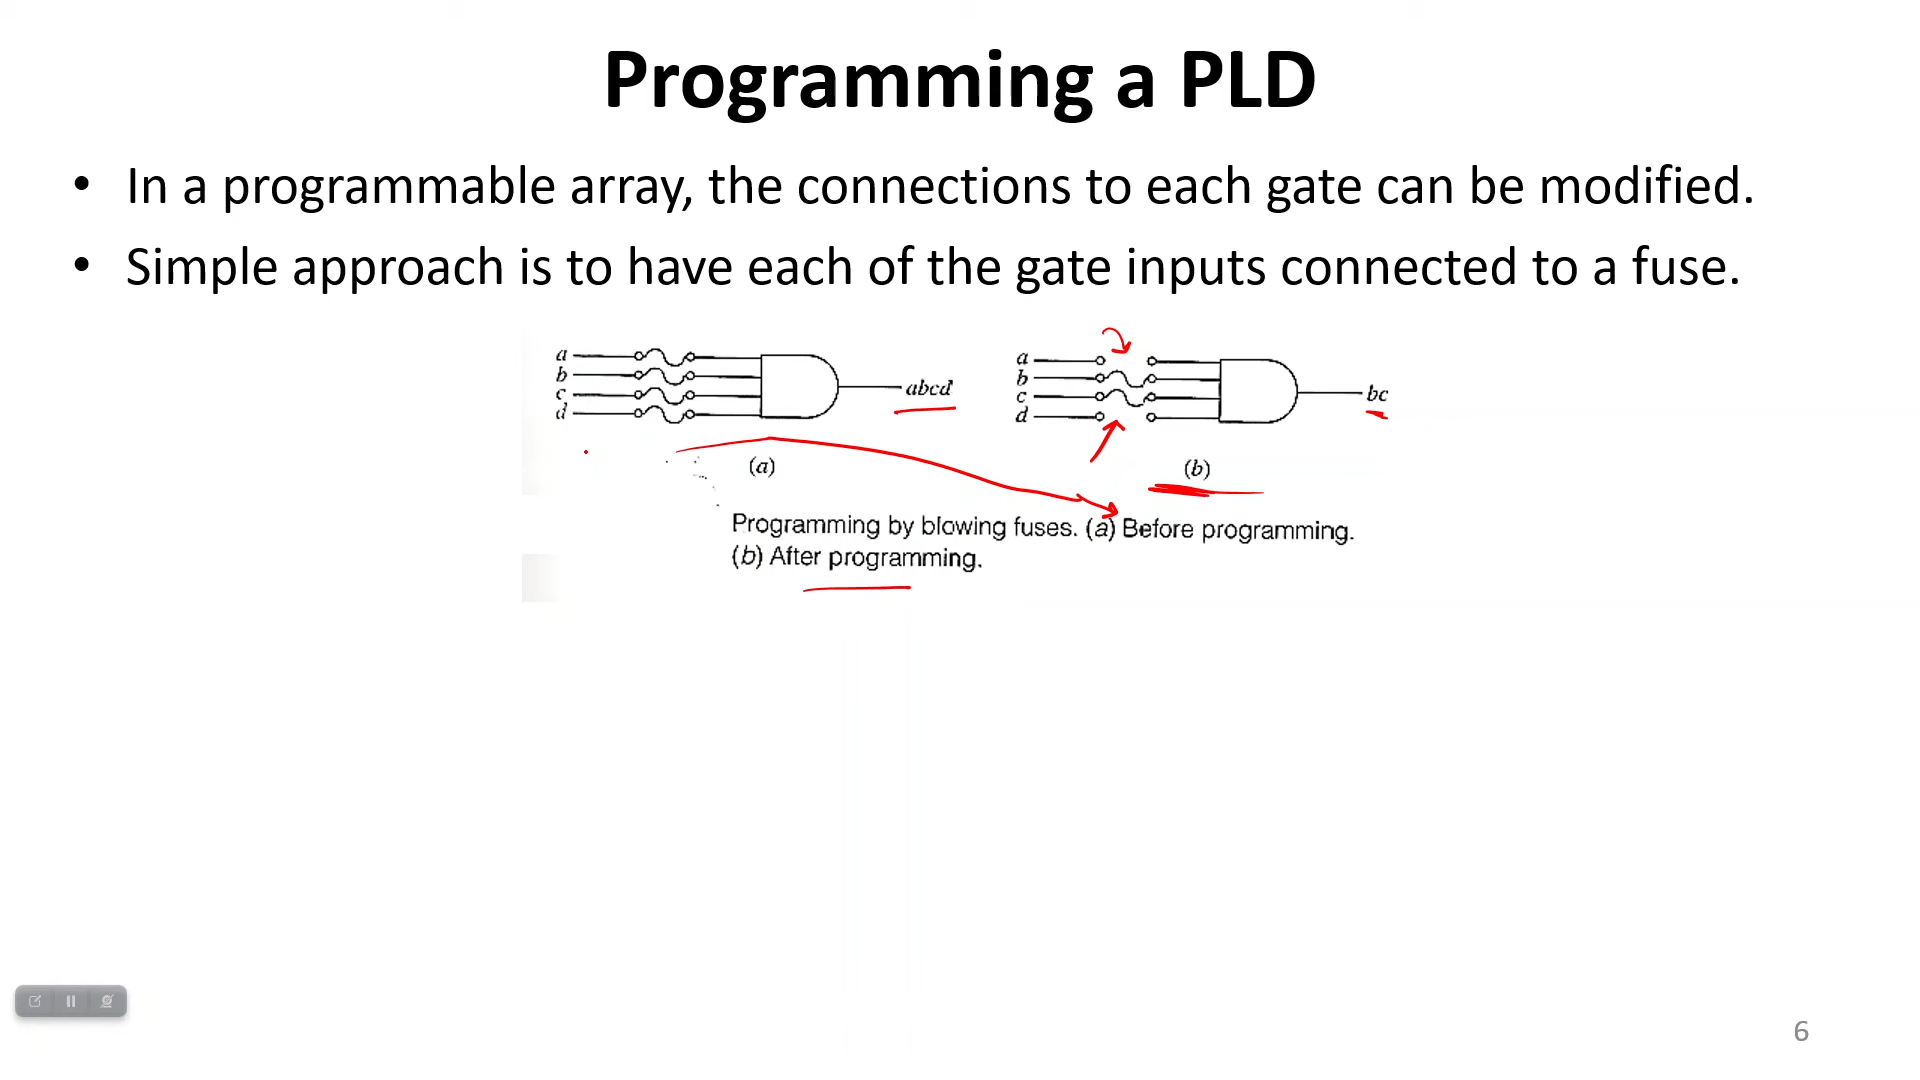 Programming a PLD
• In a programmable array, the connections to each gate can be modified.
• Simple approach is to have each of the gate inputs connected to a fuse.
a
b
c
d
abcd
(a)
a
b
c
d
bc
(b)
Programming by blowing fuses. (a) Before programming.
(b) After programming.
6